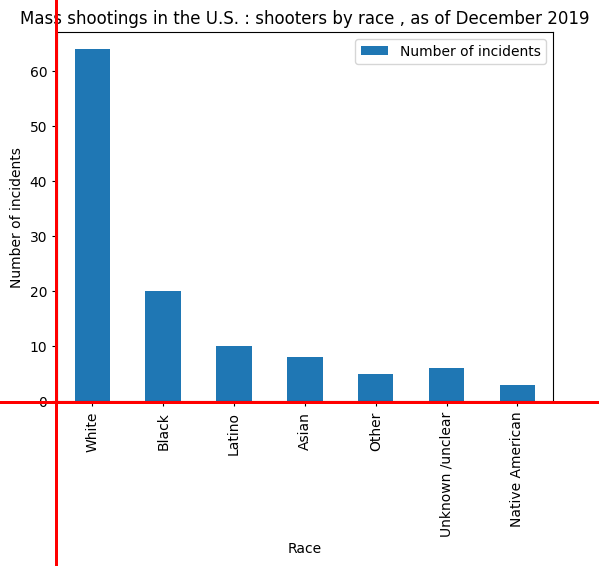 Mass shootings in the U.S. : shooters by race , as of December 2019
Number of incidents
Number of incidents
60
50
40
30
20
10
0
White
Black
Latino
Asian
Other
Unknown /unclear
Native American
Race